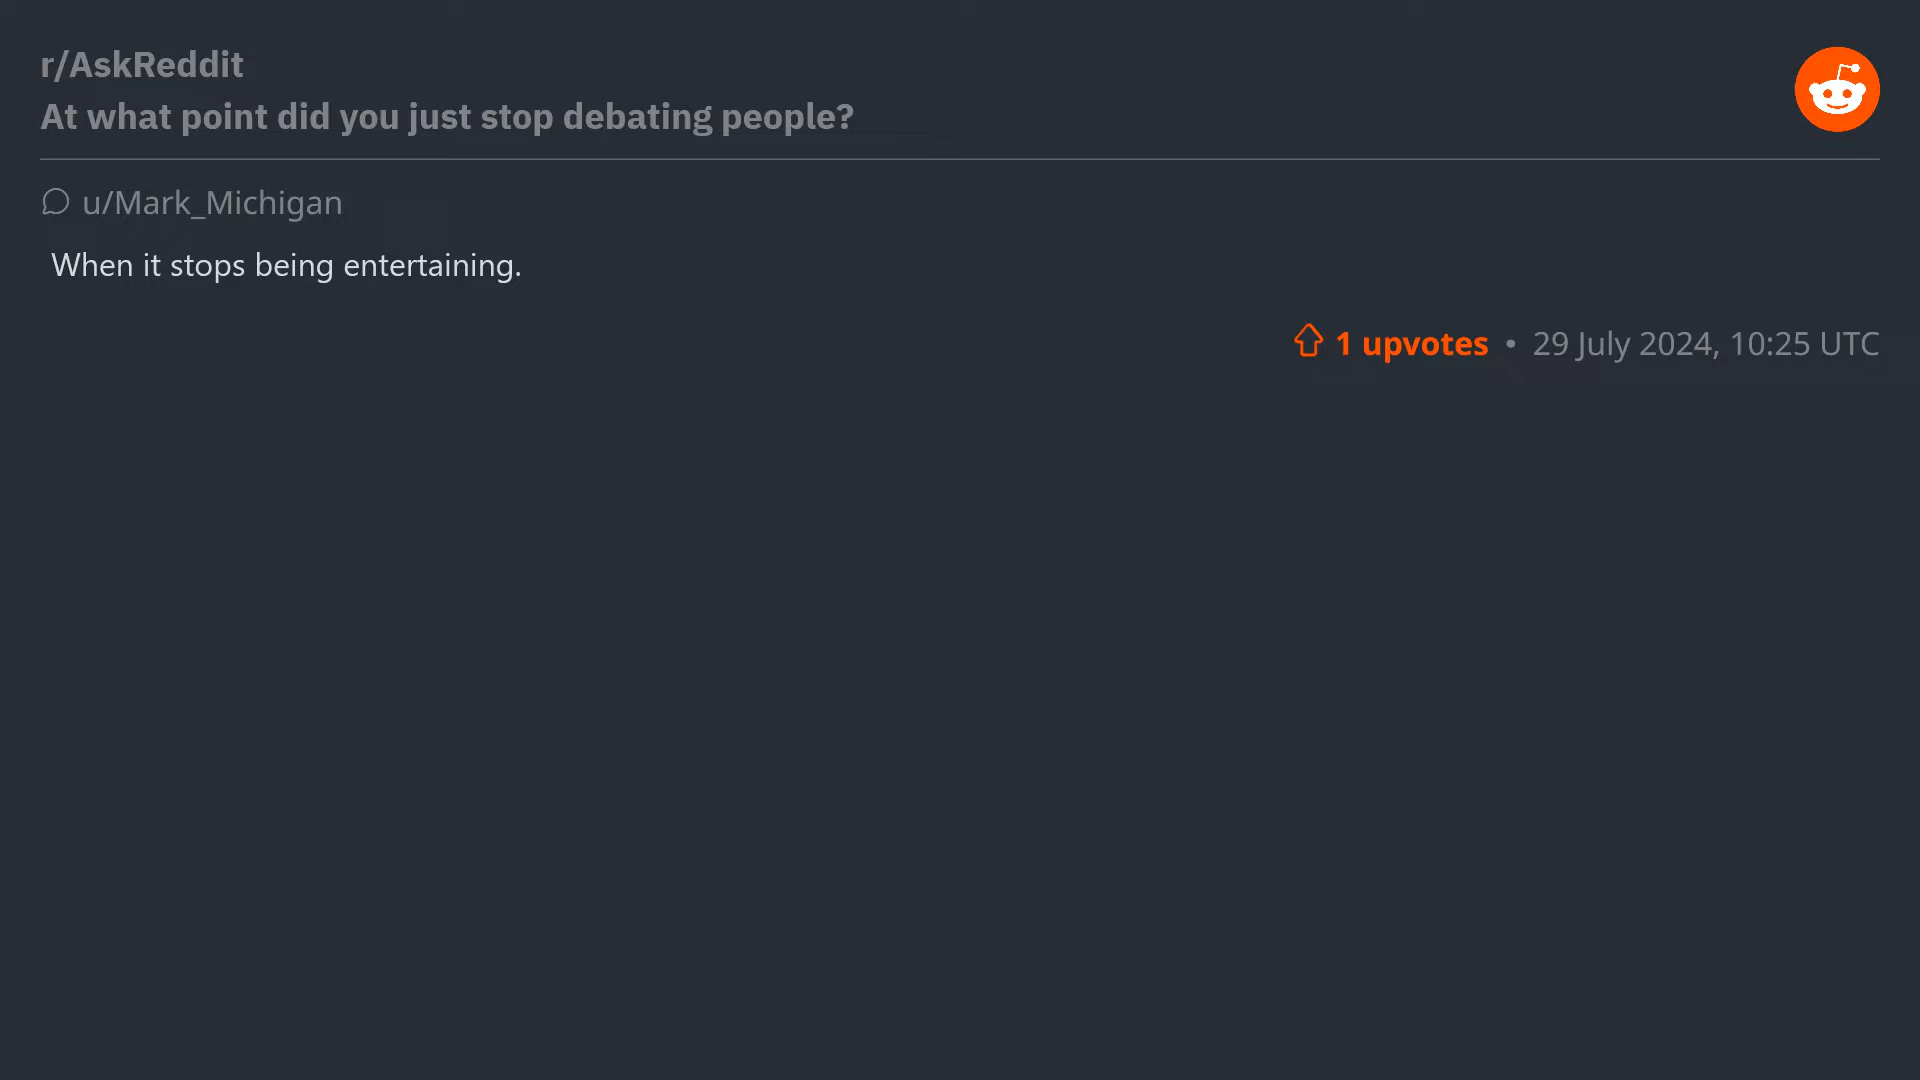 r/AskReddit
At what point did you just stop debating people?
u/Mark_Michigan
When it stops being entertaining.
1 upvotes • 29 July 2024, 10:25 UTC